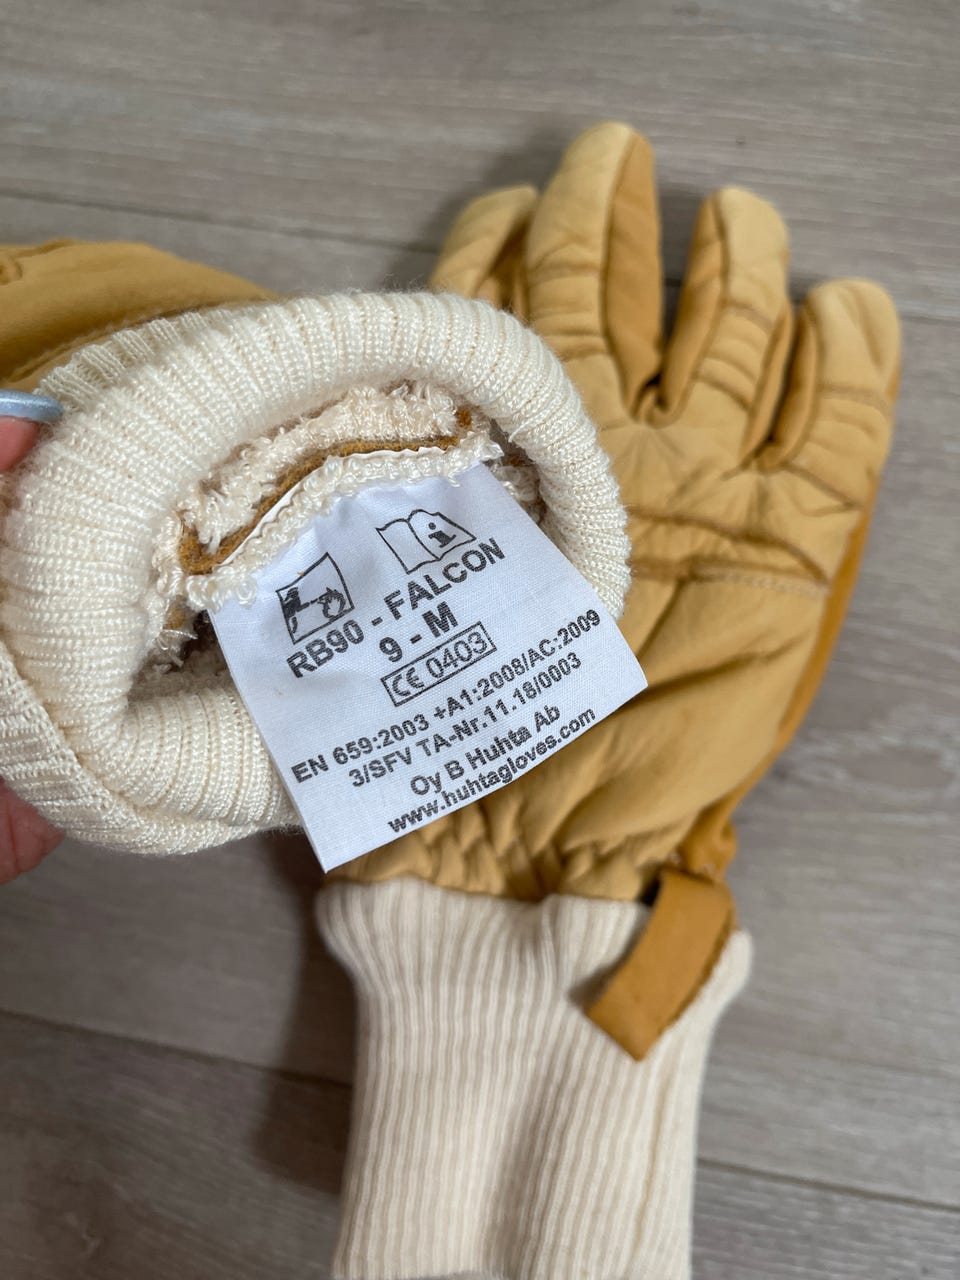 RB90 - FALCON
9 - M
CE 0403
EN 659:2003 +A1:2008/AC:2009
3/SFV TA-Nr.11.18/0003
Oy B Huhta Ab
www.huhtagloves.com